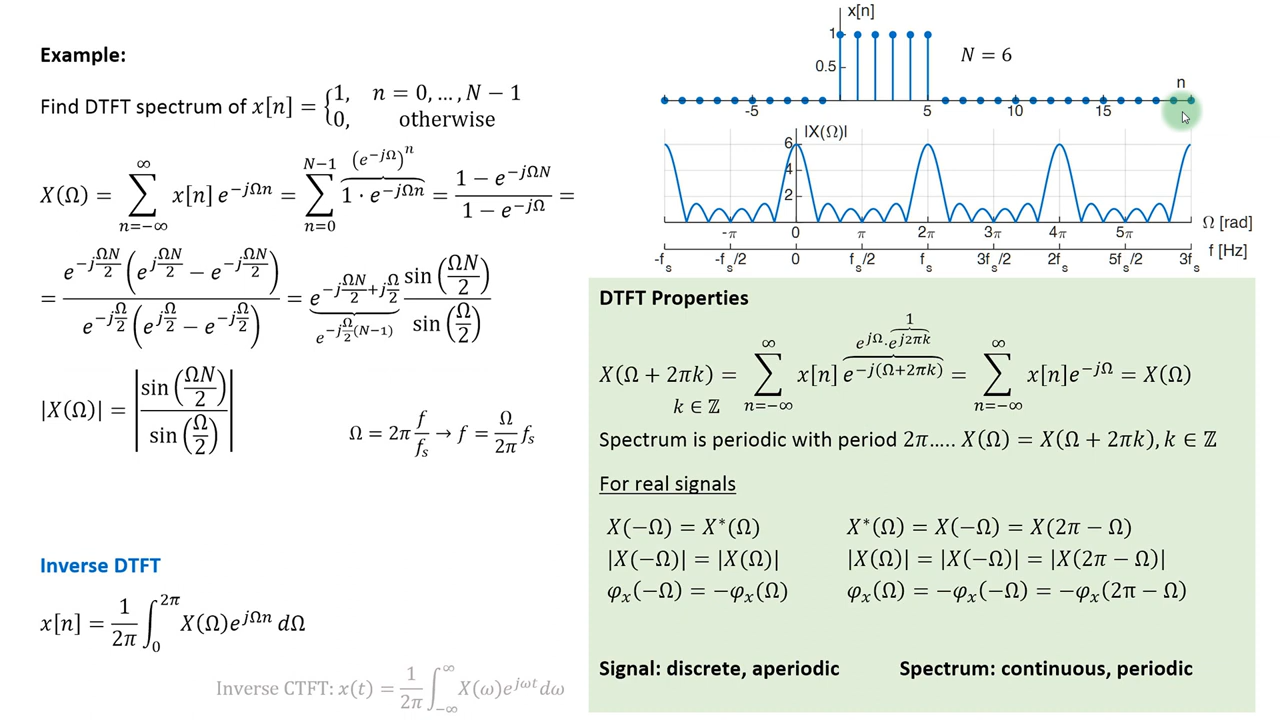 Example:
Find DTFT spectrum of x[n] = {1, n = 0, … , N − 1
0, otherwise
X(Ω) = ∑_{n=−∞}^{∞} x[n] e^{−jΩn} = ∑_{n=0}^{N−1} \overbrace{1 · e^{−jΩn}}^{(e^{−jΩ})^n} = (1 − e^{−jΩN})/(1 − e^{−jΩ}) =
= (e^{−jΩN/2}(e^{jΩN/2} − e^{−jΩN/2}))/(e^{−jΩ/2}(e^{jΩ/2} − e^{−jΩ/2})) = \underbrace{e^{−jΩN/2+jΩ/2}}_{e^{−jΩ/2(N−1)}} sin(ΩN/2)/sin(Ω/2)
|X(Ω)| = |sin(ΩN/2)/sin(Ω/2)|
Ω = 2π f/f_s → f = Ω/2π f_s
Inverse DTFT
x[n] = 1/2π ∫_0^{2π} X(Ω)e^{jΩn} dΩ
Inverse CTFT: x(t) = 1/2π ∫_{−∞}^{∞} X(ω)e^{jωt}dω
x[n]
1
0.5
N = 6
n
-5 5 10 15
|X(Ω)|
6
4
2
-π 0 π 2π 3π 4π 5π Ω [rad]
-f_s -f_s/2 0 f_s/2 f_s 3f_s/2 2f_s 5f_s/2 3f_s f [Hz]
DTFT Properties
X(Ω + 2πk) = ∑_{n=−∞}^{∞} x[n] \overbrace{e^{−j(Ω+2πk)}}^{e^{jΩ}·\overbrace{e^{j2πk}}^{1}} = ∑_{n=−∞}^{∞} x[n]e^{−jΩ} = X(Ω)
k ∈ ℤ
Spectrum is periodic with period 2π..... X(Ω) = X(Ω + 2πk), k ∈ ℤ
For real signals
X(−Ω) = X*(Ω) X*(Ω) = X(−Ω) = X(2π − Ω)
|X(−Ω)| = |X(Ω)| |X(Ω)| = |X(−Ω)| = |X(2π − Ω)|
φ_x(−Ω) = −φ_x(Ω) φ_x(Ω) = −φ_x(−Ω) = −φ_x(2π − Ω)
Signal: discrete, aperiodic Spectrum: continuous, periodic